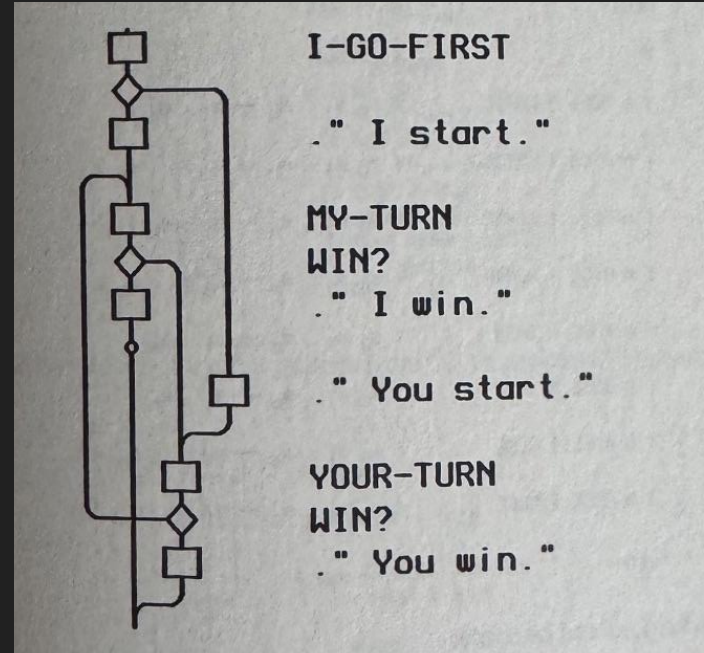 I-GO-FIRST
." I start."
MY-TURN
WIN?
." I win."
." You start."
YOUR-TURN
WIN?
." You win."